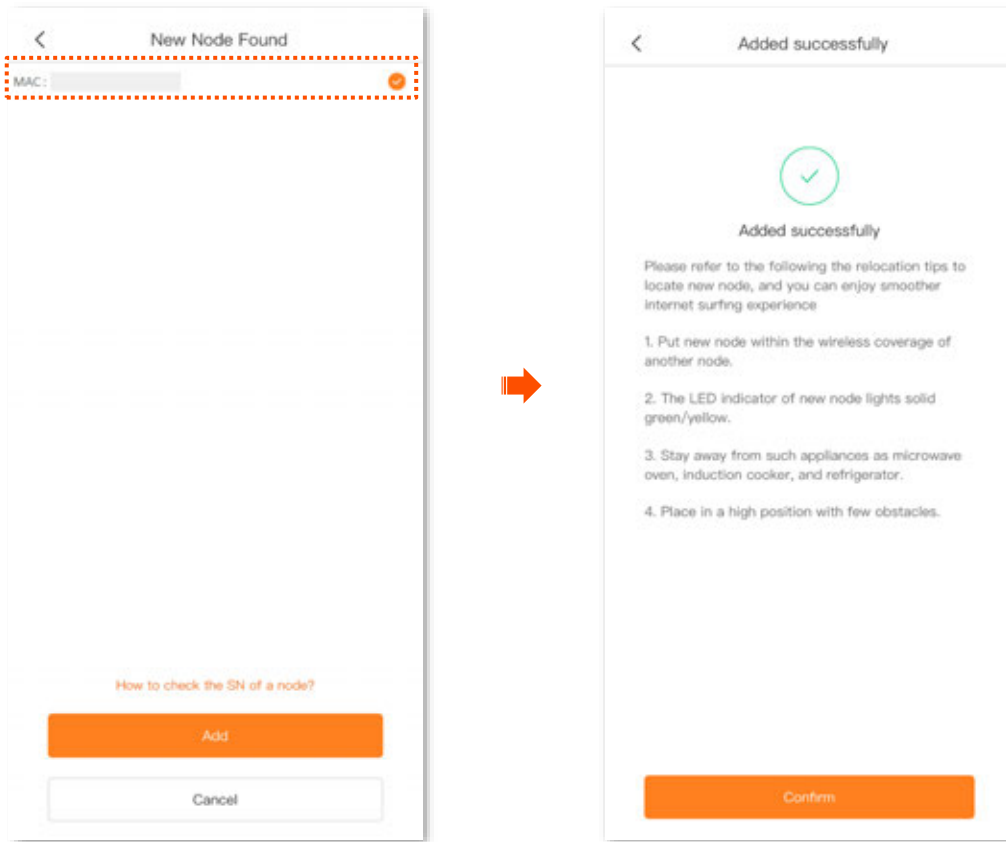 New Node Found
MAC:
How to check the SN of a node?
Add
Cancel
Added successfully
Added successfully
Please refer to the following the relocation tips to
locate new node, and you can enjoy smoother
internet surfing experience
1. Put new node within the wireless coverage of
another node.
2. The LED indicator of new node lights solid
green/yellow.
3. Stay away from such appliances as microwave
oven, induction cooker, and refrigerator.
4. Place in a high position with few obstacles.
Confirm